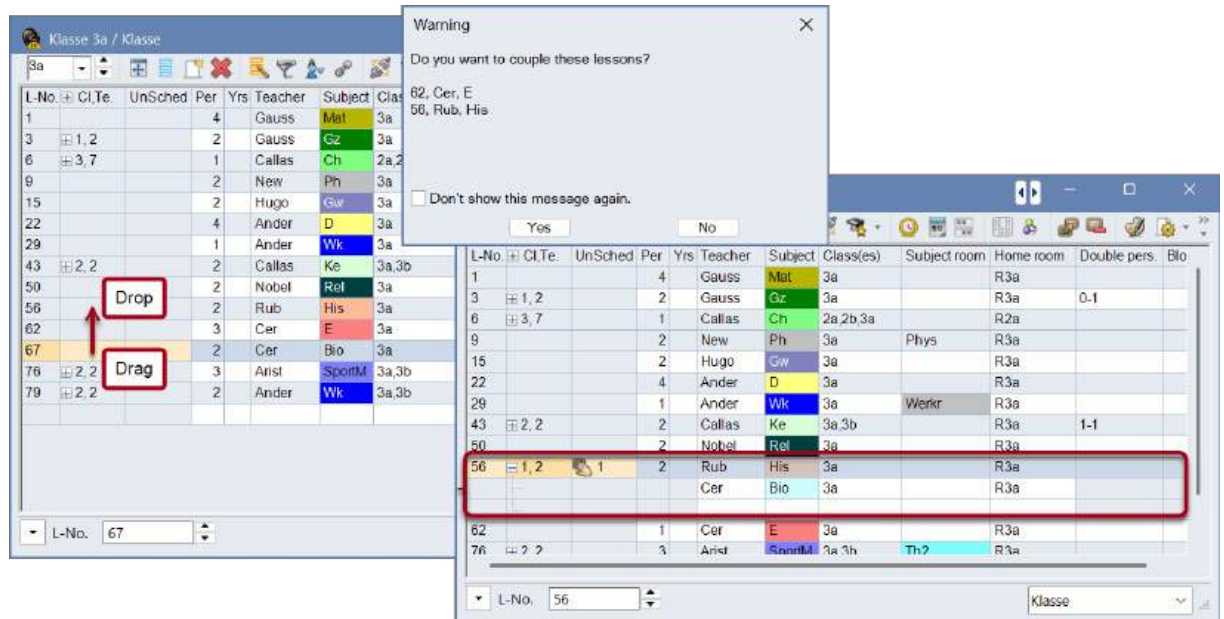 Klasse 3a / Klasse
3a
L-No. Cl,Te. UnSched Per Yrs Teacher Subject Clas
1 4 Gauss Mat 3a
3 1, 2 2 Gauss Gz 3a
6 3, 7 1 Callas Ch 2a,2
9 2 New Ph 3a
15 2 Hugo Gw 3a
22 4 Ander D 3a
29 1 Ander Wk 3a
43 2, 2 2 Callas Ke 3a,3b
50 2 Nobel Rel 3a
56 2 Rub His 3a
62 3 Cer E 3a
67 2 Cer Bio 3a
76 2, 2 3 Arist SportM 3a,3b
79 2, 2 2 Ander Wk 3a,3b
Drop
Drag
L-No. 67
Warning
Do you want to couple these lessons?
62, Cer, E
56, Rub, His
Don't show this message again.
Yes No
L-No. Cl,Te. UnSched Per Yrs Teacher Subject Class(es) Subject room Home room Double pers. Blo
1 4 Gauss Mat 3a R3a
3 1, 2 2 Gauss Gz 3a R3a 0-1
6 3, 7 1 Callas Ch 2a,2b,3a R2a
9 2 New Ph 3a Phys R3a
15 2 Hugo Gw 3a R3a
22 4 Ander D 3a R3a
29 1 Ander Wk 3a Werkr R3a
43 2, 2 2 Callas Ke 3a,3b R3a 1-1
50 2 Nobel Rel 3a R3a
56 1, 2 1 2 Rub His 3a R3a
Cer Bio 3a R3a
62 1 Cer E 3a R3a
76 2, 2 3 Arist SportM 3a,3b Th2 R3a
L-No. 56
Klasse